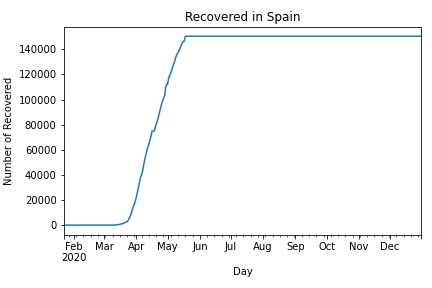 Recovered in Spain
Number of Recovered
140000
120000
100000
80000
60000
40000
20000
0
Feb Mar Apr May Jun Jul Aug Sep Oct Nov Dec
2020
Day